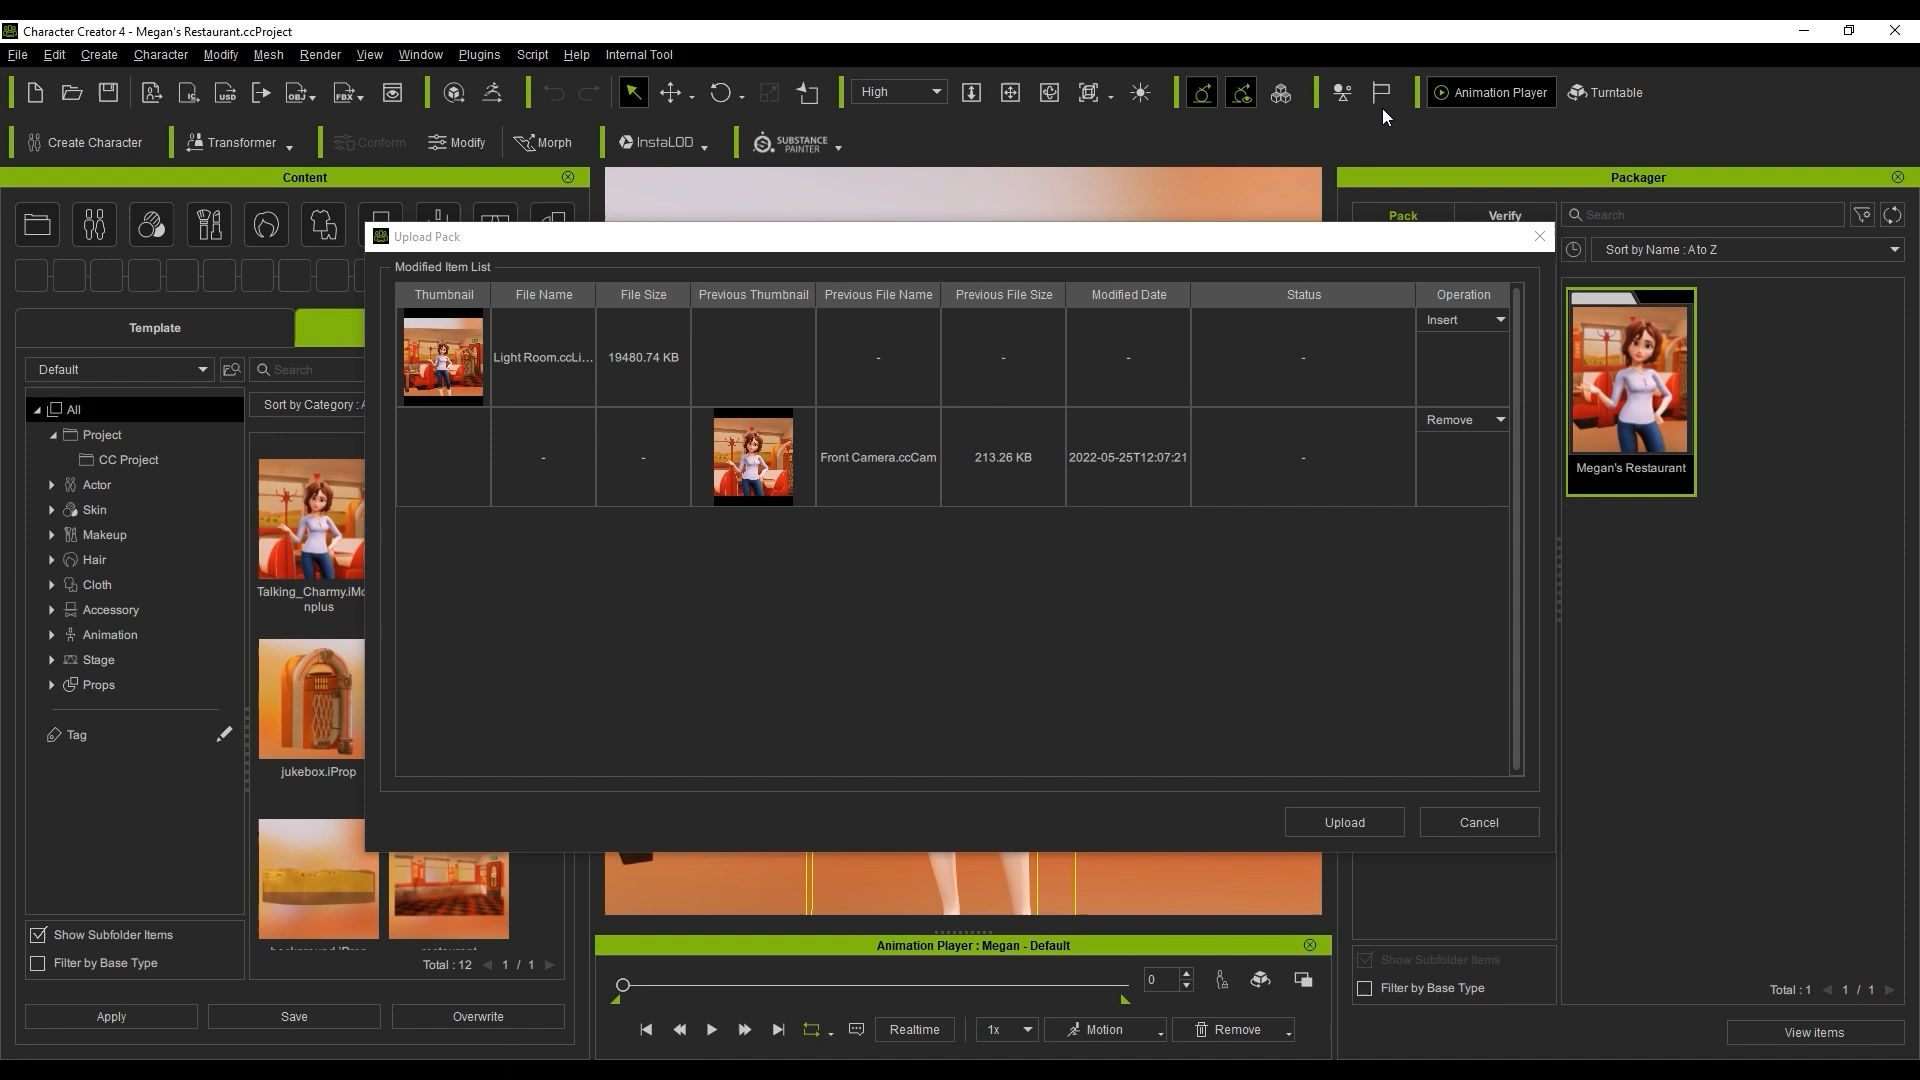 Character Creator 4 - Megan's Restaurant.ccProject
File Edit Create Character Modify Mesh Render View Window Plugins Script Help Internal Tool
IC USD OBJ FBX High Animation Player Turntable
Create Character Transformer Conform Modify Morph InstaLOD SUBSTANCE PAINTER
Content
Packager
Pack Verify Search
Sort by Name : A to Z
Upload Pack
Modified Item List
Thumbnail File Name File Size Previous Thumbnail Previous File Name Previous File Size Modified Date Status Operation
Insert
Light Room.ccLi... 19480.74 KB - - - -
Remove
- - Front Camera.ccCam 213.26 KB 2022-05-25T12:07:21 -
Upload Cancel
Template
Default Search
Sort by Category :
All
Project
CC Project
Actor
Skin
Makeup
Hair
Cloth
Accessory
Animation
Stage
Props
Tag
Talking_Charmy.iMo
nplus
jukebox.iProp
Megan's Restaurant
Show Subfolder Items
Filter by Base Type
Total : 12 1 / 1
Apply Save Overwrite
Animation Player : Megan - Default
0
Realtime 1x Motion Remove
Show Subfolder Items
Filter by Base Type
Total : 1 1 / 1
View items